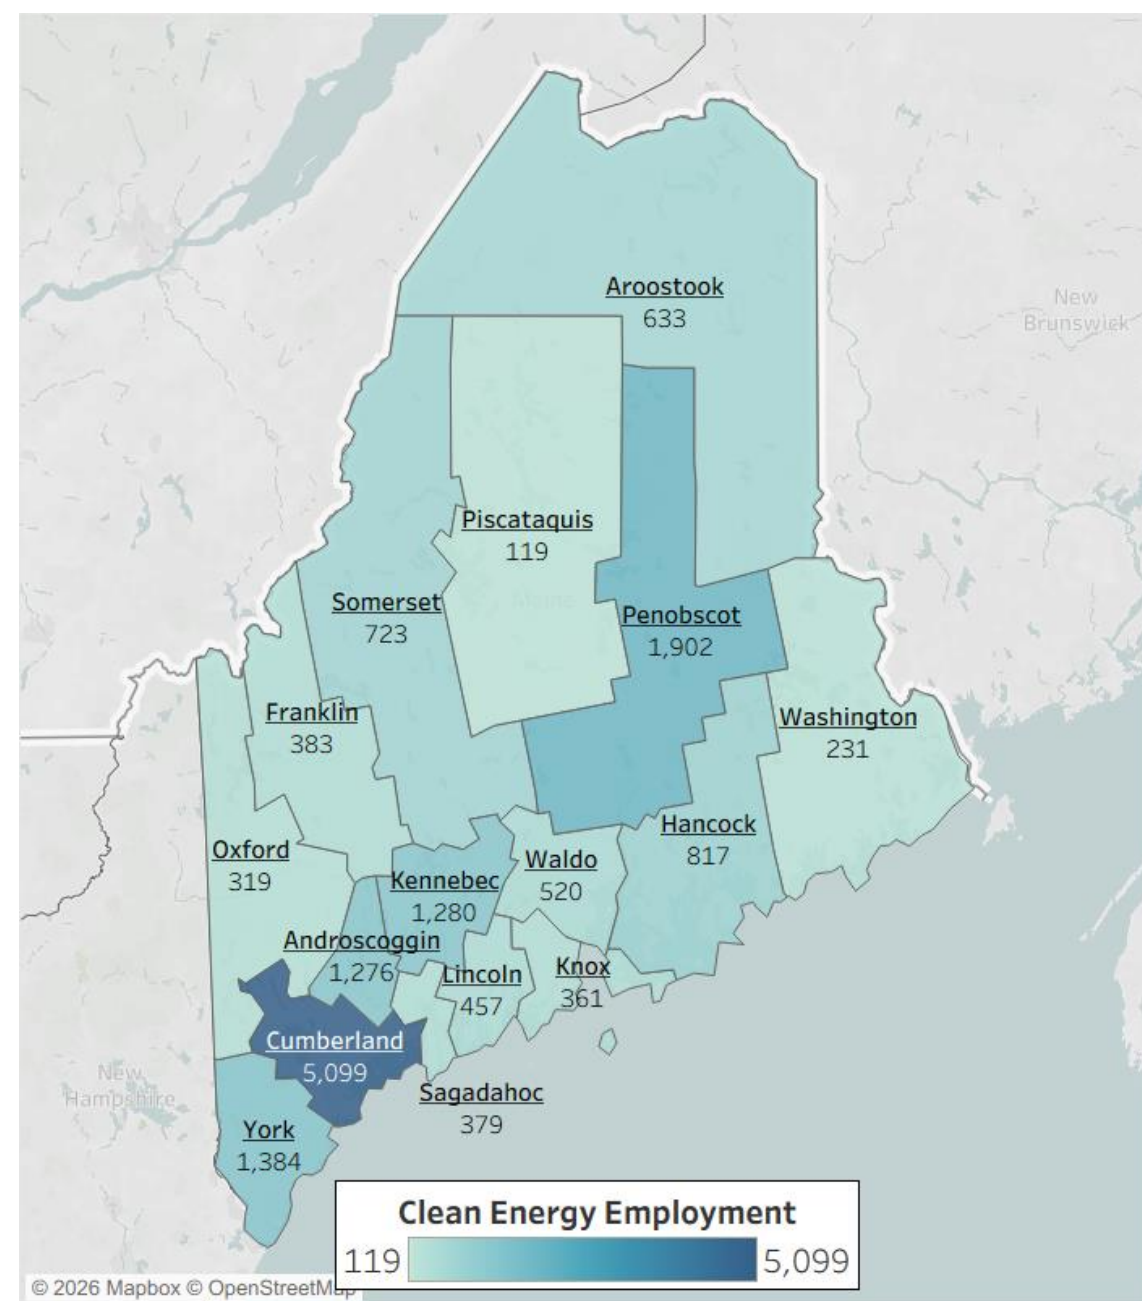 Aroostook
633
New
Brunswick
Piscataquis
119
Maine
Somerset
723
Penobscot
1,902
Franklin
383
Washington
231
Oxford
319
Hancock
817
Waldo
520
Kennebec
1,280
Androscoggin
1,276
Lincoln
457
Knox
361
Cumberland
5,099
New
Hampshire
Sagadahoc
379
York
1,384
Clean Energy Employment
119
5,099
© 2026 Mapbox © OpenStreetMap